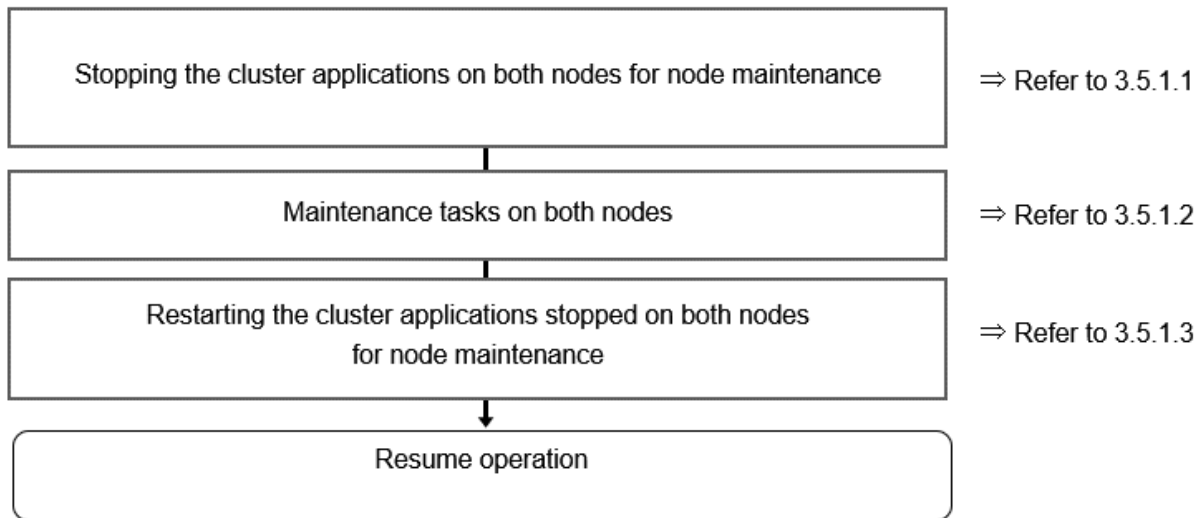 Stopping the cluster applications on both nodes for node maintenance
⇒ Refer to 3.5.1.1
Maintenance tasks on both nodes
⇒ Refer to 3.5.1.2
Restarting the cluster applications stopped on both nodes
for node maintenance
⇒ Refer to 3.5.1.3
Resume operation